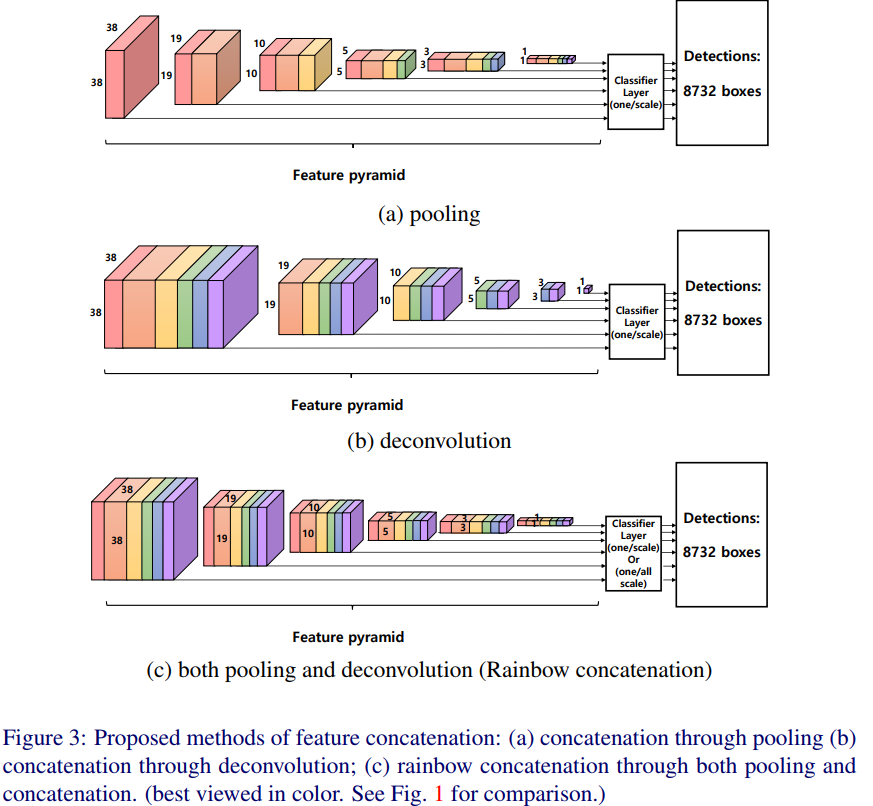 38
38
19
19
10
10
5
5
3
3
1
1
Classifier
Layer
(one/scale)
Detections:
8732 boxes
Feature pyramid
(a) pooling
38
38
19
19
10
10
5
5
3
3
1
1
Classifier
Layer
(one/scale)
Detections:
8732 boxes
Feature pyramid
(b) deconvolution
38
38
19
19
10
10
5
5
3
3
1
1
Classifier
Layer
(one/scale)
Or
(one/all
scale)
Detections:
8732 boxes
Feature pyramid
(c) both pooling and deconvolution (Rainbow concatenation)
Figure 3: Proposed methods of feature concatenation: (a) concatenation through pooling (b)
concatenation through deconvolution; (c) rainbow concatenation through both pooling and
concatenation. (best viewed in color. See Fig. 1 for comparison.)